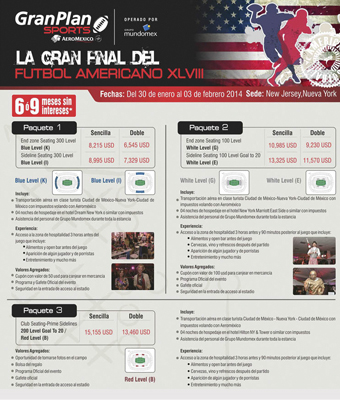 GranPlan
SPORTS
AEROMEXICO
OPERADO POR
mundomex
LA GRAN FINAL DEL
FUTBOL AMERICANO XLVIII
Fechas: Del 30 de enero al 03 de febrero 2014 Sede: New Jersey, Nueva York
6 ó 9 meses sin
intereses*
Paquete 1
Sencilla
Doble
End zone Seating 300 Level
Blue Level (K)
8,215 USD
6,545 USD
Sideline Seating 300 Level
Blue Level (I)
8,995 USD
7,329 USD
Blue Level (K)
Blue Level (I)
Incluye:
Transportación aérea en clase turista Ciudad de México-Nueva York-Ciudad de México con
impuestos volando con Aeroméxico
04 noches de hospedaje en el hotel Dream New York o similar con impuestos
Asistencia del personal de Grupo Mundomex durante toda la estancia
Experiencia:
Acceso a la zona de hospitalidad 3 horas antes del
juego que incluye:
Alimentos y open bar antes del juego
Aparición de algún jugador y de porristas
Entretenimiento y mucho más
Valores Agregados:
Cupón con valor de 50 usd para canjear en mercancía
Programa y Gafete oficial del Evento
Seguridad en la entrada de acceso al estadio
Paquete 2
Sencilla
Doble
End zone Seating 100 Level
White Level (G)
10,985 USD
9,230 USD
Sideline Seating 100 Level Goal to 20
White Level (E)
13,325 USD
11,570 USD
White Level (G)
White Level (E)
Incluye:
Transportación aérea en clase turista Ciudad de México-Nueva York-Ciudad de México con
impuestos volando con Aeroméxico
04 noches de hospedaje en el hotel New York Marriott East Side o similar con impuestos
Asistencia del personal de Grupo Mundomex durante toda la estancia
Experiencia:
Acceso a la zona de hospitalidad 3 horas antes y 90 minutos posterior al juego que incluye:
Alimentos y open bar antes del juego
Cervezas, vino y refrescos después del partido
Aparición de algún jugador y de porristas
Entretenimiento y mucho más
Valores Agregados:
Cupón con valor de 100 usd para canjear en mercancía
Programa oficial del evento
Gafete oficial
Seguridad en la entrada de acceso al estadio
Paquete 3
Sencilla
Doble
Club Seating-Prime Sidelines
200 Level Goal To 20 /
Red Level (B)
15,155 USD
13,460 USD
Valores Agregados:
Oportunidad de tomarse fotos en el campo
Bolsa del regalo
Programa Oficial del evento
Gafete Oficial
Seguridad en la entrada de acceso al estadio
Red Level (B)
Incluye:
Transportación aérea en clase turista Ciudad de México - Nueva York - Ciudad de México con
impuestos volando con Aeroméxico
04 noches de hospedaje en el hotel Hilton NY & Tower o similar con impuestos
Asistencia del personal de Grupo Mundomex durante toda la estancia
Experiencia:
Acceso a la zona de hospitalidad 3 horas antes y 90 minutos posterior al juego que incluye:
Alimentos y open bar antes del juego
Cervezas, vino y refrescos después del partido
Aparición de algún jugador y de porristas
Entretenimiento y mucho más